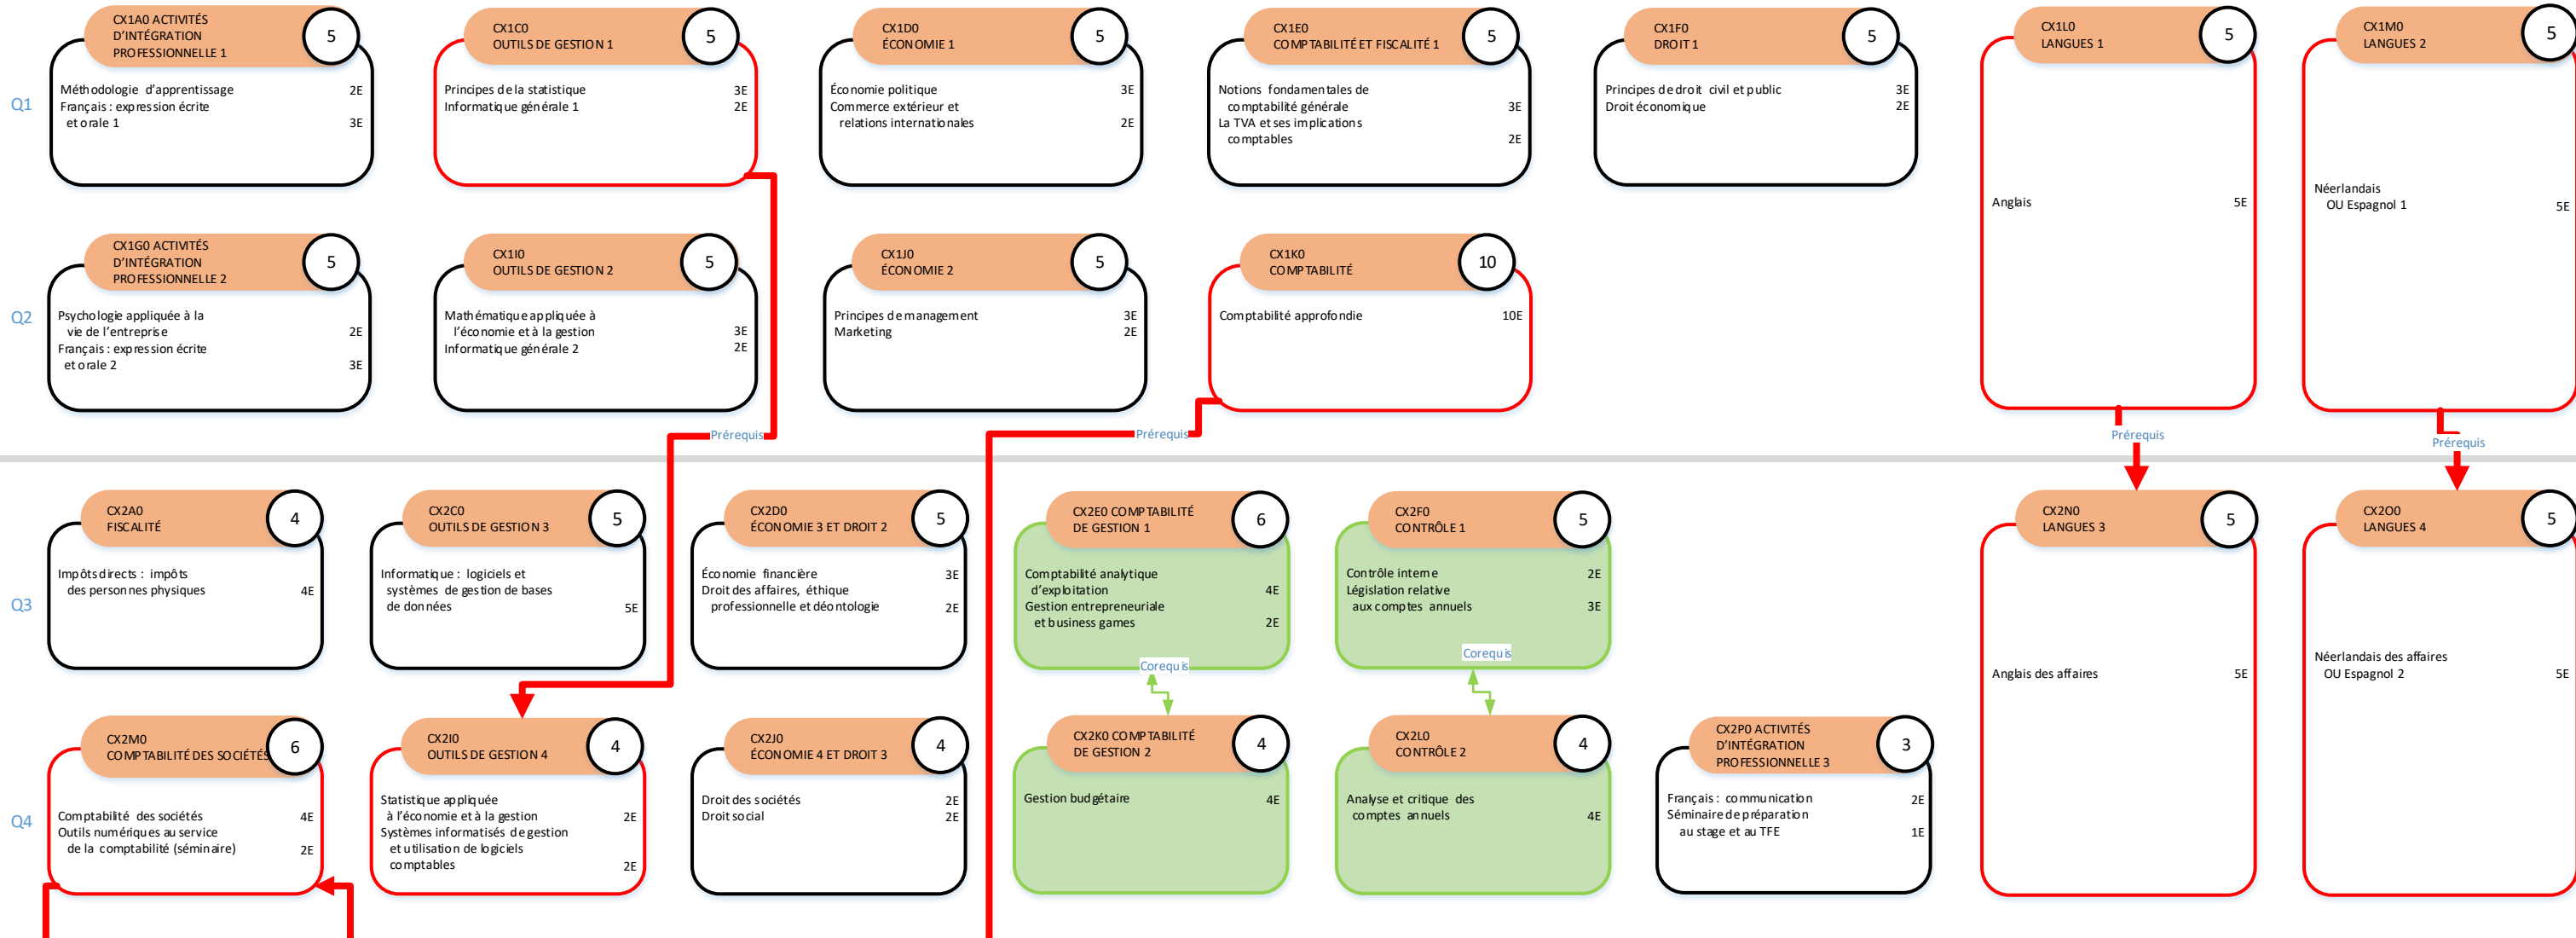 CX1A0 ACTIVITÉS
D'INTÉGRATION
PROFESSIONNELLE 1
5
Méthodologie d'apprentissage 2E
Français : expression écrite
et orale 1 3E
CX1C0
OUTILS DE GESTION 1
5
Principes de la statistique 3E
Informatique générale 1 2E
CX1D0
ÉCONOMIE 1
5
Économie politique 3E
Commerce extérieur et
relations internationales 2E
CX1E0
COMPTABILITÉ ET FISCALITÉ 1
5
Notions fondamentales de
comptabilité générale 3E
La TVA et ses implications
comptables 2E
CX1F0
DROIT 1
5
Principes de droit civil et public 3E
Droit économique 2E
CX1L0
LANGUES 1
5
Anglais 5E
CX1M0
LANGUES 2
5
Néerlandais
OU Espagnol 1 5E
Q1
Q2
CX1G0 ACTIVITÉS
D'INTÉGRATION
PROFESSIONNELLE 2
5
Psychologie appliquée à la
vie de l'entreprise 2E
Français : expression écrite
et orale 2 3E
CX1I0
OUTILS DE GESTION 2
5
Mathématique appliquée à
l'économie et à la gestion 3E
Informatique générale 2 2E
CX1J0
ÉCONOMIE 2
5
Principes de management 3E
Marketing 2E
CX1K0
COMPTABILITÉ
10
Comptabilité approfondie 10E
Prérequis
Prérequis
Prérequis
Prérequis
Q3
CX2A0
FISCALITÉ
4
Impôts directs : impôts
des personnes physiques 4E
CX2C0
OUTILS DE GESTION 3
5
Informatique : logiciels et
systèmes de gestion de bases
de données 5E
CX2D0
ÉCONOMIE 3 ET DROIT 2
5
Économie financière 3E
Droit des affaires, éthique
professionnelle et déontologie 2E
CX2E0 COMPTABILITÉ
DE GESTION 1
6
Comptabilité analytique
d'exploitation 4E
Gestion entrepreneuriale
et business games 2E
Corequis
CX2F0
CONTRÔLE 1
5
Contrôle interne 2E
Législation relative
aux comptes annuels 3E
Corequis
CX2N0
LANGUES 3
5
Anglais des affaires 5E
CX2O0
LANGUES 4
5
Néerlandais des affaires
OU Espagnol 2 5E
Q4
CX2M0
COMPTABILITÉ DES SOCIÉTÉS
6
Comptabilité des sociétés 4E
Outils numériques au service
de la comptabilité (séminaire) 2E
CX2I0
OUTILS DE GESTION 4
4
Statistique appliquée
à l'économie et à la gestion 2E
Systèmes informatisés de gestion
et utilisation de logiciels
comptables 2E
CX2J0
ÉCONOMIE 4 ET DROIT 3
4
Droit des sociétés 2E
Droit social 2E
CX2K0 COMPTABILITÉ
DE GESTION 2
4
Gestion budgétaire 4E
CX2L0
CONTRÔLE 2
4
Analyse et critique des
comptes annuels 4E
CX2P0 ACTIVITÉS
D'INTÉGRATION
PROFESSIONNELLE 3
3
Français : communication 2E
Séminaire de préparation
au stage et au TFE 1E